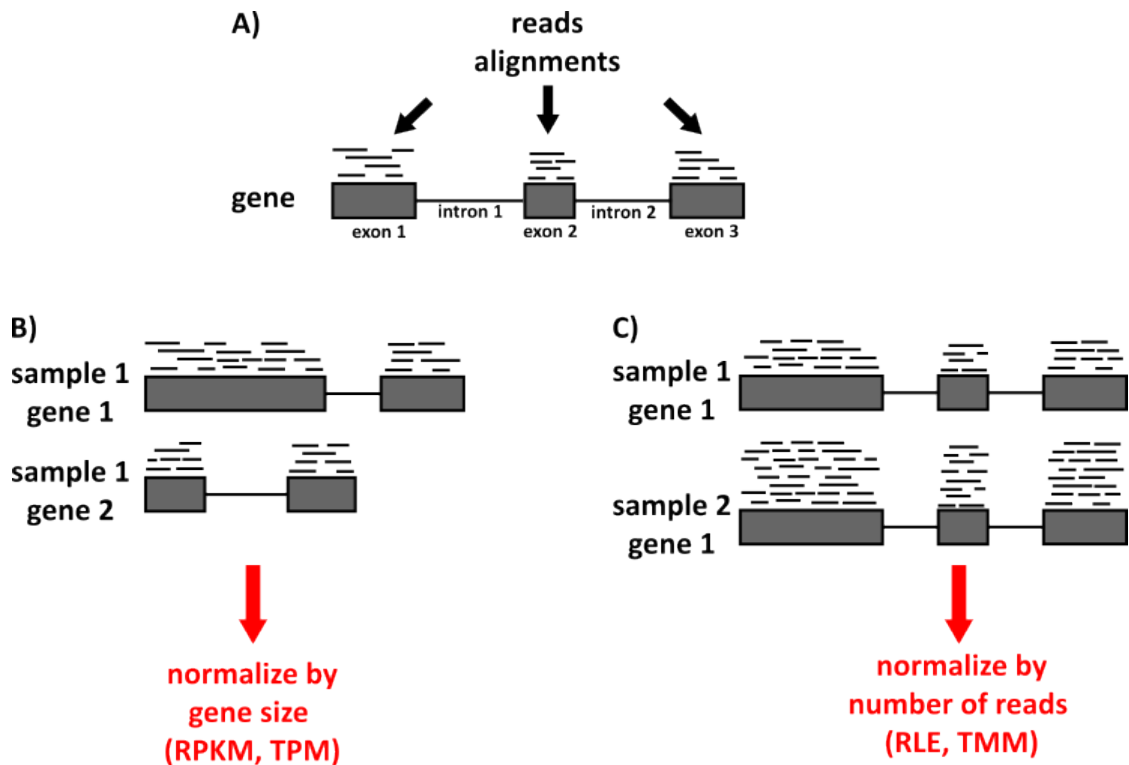 A)
reads
alignments
gene
intron 1
intron 2
exon 1
exon 2
exon 3
B)
sample 1
gene 1
sample 1
gene 2
normalize by
gene size
(RPKM, TPM)
C)
sample 1
gene 1
sample 2
gene 1
normalize by
number of reads
(RLE, TMM)